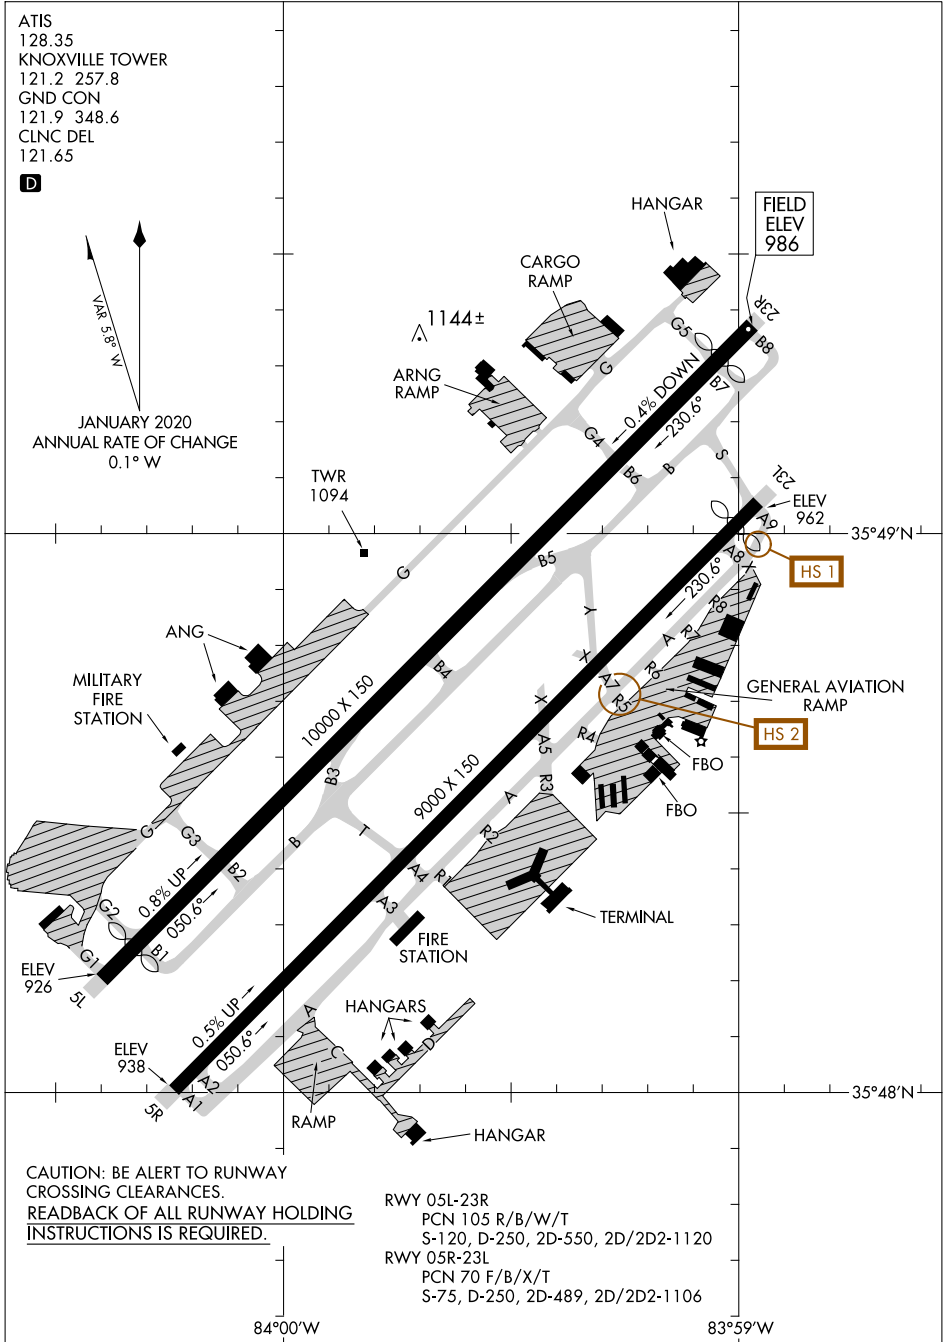 ATIS
128.35
KNOXVILLE TOWER
121.2 257.8
GND CON
121.9 348.6
CLNC DEL
121.65
D
VAR 5.8° W
JANUARY 2020
ANNUAL RATE OF CHANGE
0.1° W
HANGAR
FIELD
ELEV
986
CARGO
RAMP
1144±
ARNG
RAMP
23R
G5
B8
B7
G
0.4% DOWN
230.6°
G4
B6
B
S
TWR
1094
23L
ELEV
962
A9
35°49'N
HS 1
A8
X
B5
G
230.6°
R8
Y
A
R7
ANG
X
R6
B4
A7
R5
GENERAL AVIATION
RAMP
MILITARY
FIRE
STATION
10000 X 150
X
HS 2
R4
A5
FBO
B3
R3
9000 X 150
A
FBO
G
G3
T
R2
B
B2
A4
R1
0.8% UP
050.6°
G2
A3
TERMINAL
B1
FIRE
STATION
G1
ELEV
926
5L
HANGARS
A
0.5% UP
050.6°
C
D
ELEV
938
A2
A1
5R
35°48'N
RAMP
HANGAR
CAUTION: BE ALERT TO RUNWAY
CROSSING CLEARANCES.
READBACK OF ALL RUNWAY HOLDING
INSTRUCTIONS IS REQUIRED.
RWY 05L-23R
PCN 105 R/B/W/T
S-120, D-250, 2D-550, 2D/2D2-1120
RWY 05R-23L
PCN 70 F/B/X/T
S-75, D-250, 2D-489, 2D/2D2-1106
84°00'W
83°59'W